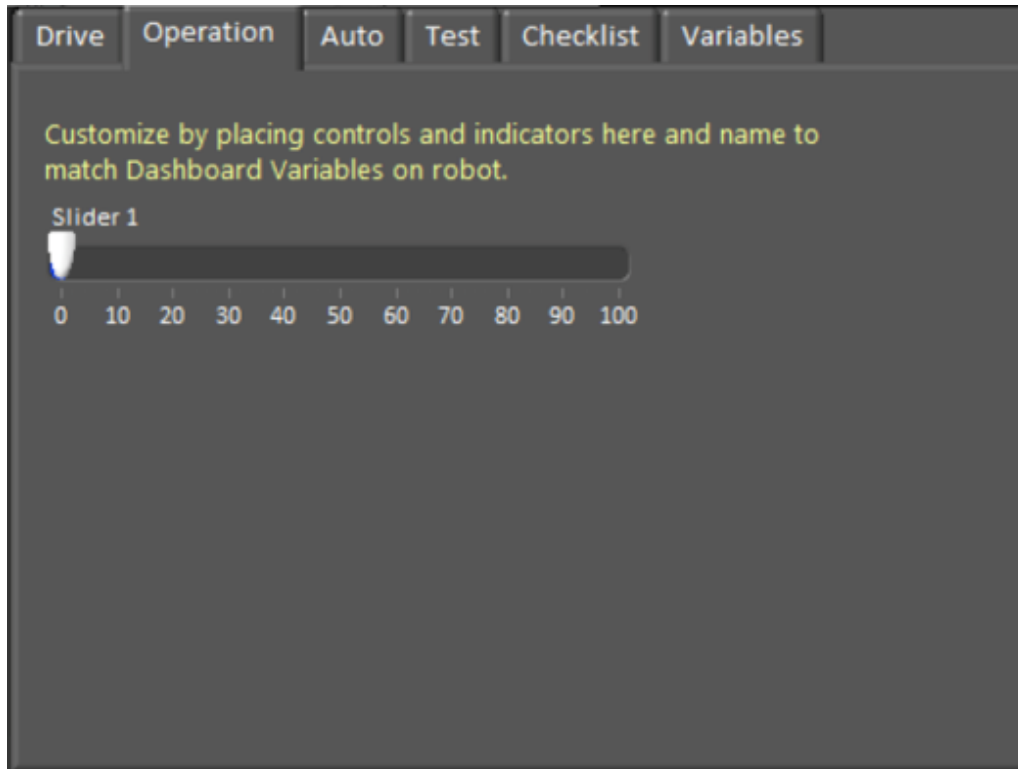 Drive Operation Auto Test Checklist Variables
Customize by placing controls and indicators here and name to
match Dashboard Variables on robot.
Slider 1
0 10 20 30 40 50 60 70 80 90 100